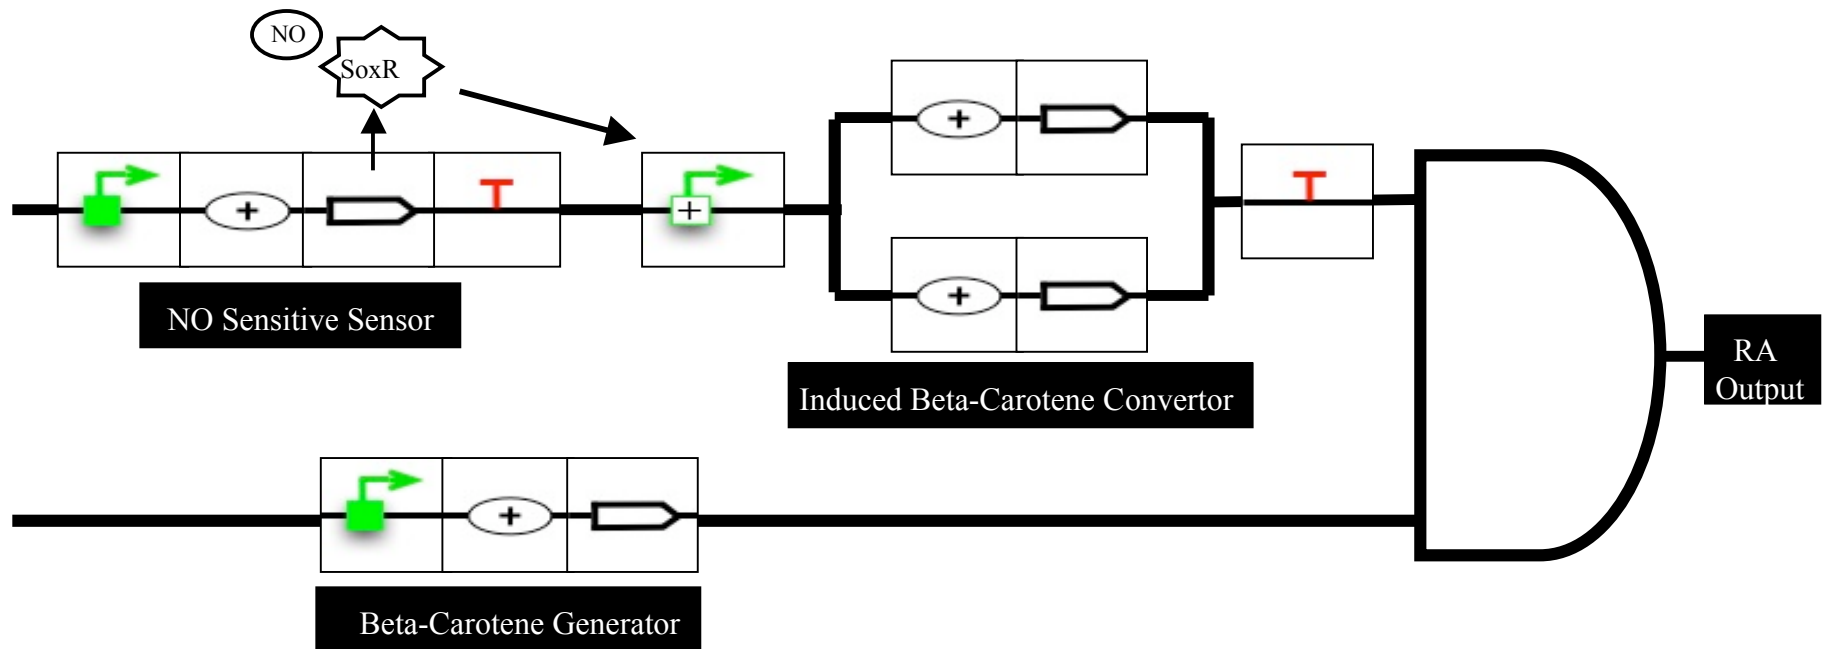 NO
SoxR
NO Sensitive Sensor
Induced Beta-Carotene Convertor
RA
Output
Beta-Carotene Generator